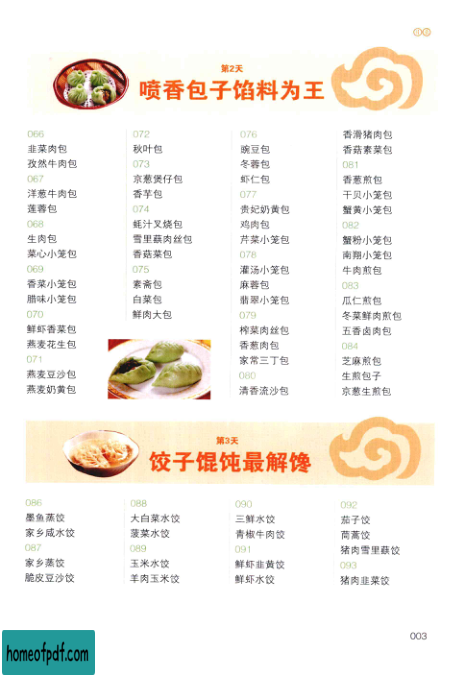 第2天
喷香包子馅料为王
066
韭菜肉包
孜然牛肉包
067
洋葱牛肉包
莲蓉包
068
生肉包
菜心小笼包
069
香菜小笼包
腊味小笼包
070
鲜虾香菜包
燕麦花生包
071
燕麦豆沙包
燕麦奶黄包
072
秋叶包
073
京葱煲仔包
香芋包
074
蚝汁叉烧包
雪里蕻肉丝包
香菇菜包
075
素斋包
白菜包
鲜肉大包
076
豌豆包
冬蓉包
虾仁包
077
贵妃奶黄包
鸡肉包
芹菜小笼包
078
灌汤小笼包
麻蓉包
翡翠小笼包
079
榨菜肉丝包
香葱肉包
家常三丁包
080
清香流沙包
香滑猪肉包
香菇素菜包
081
香葱煎包
干贝小笼包
蟹黄小笼包
082
蟹粉小笼包
南翔小笼包
牛肉煎包
083
瓜仁煎包
冬菜鲜肉煎包
五香卤肉包
084
芝麻煎包
生煎包子
京葱生煎包
第3天
饺子馄饨最解馋
086
墨鱼蒸饺
家乡咸水饺
087
家乡蒸饺
脆皮豆沙饺
088
大白菜水饺
菠菜水饺
089
玉米水饺
羊肉玉米饺
090
三鲜水饺
青椒牛肉饺
091
鲜虾韭黄饺
鲜虾水饺
092
茄子饺
茼蒿饺
猪肉雪里蕻饺
093
猪肉韭菜饺
003
homeofpdf.com